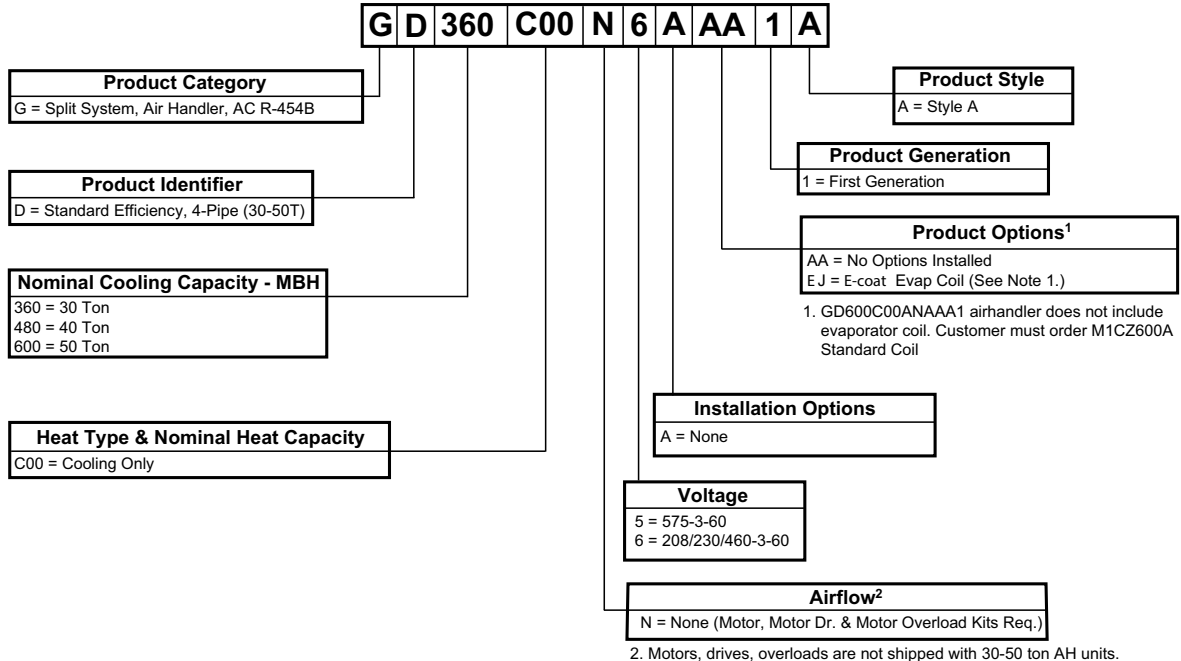 G D 360 C00 N 6 A AA 1 A
Product Category
G = Split System, Air Handler, AC R-454B
Product Identifier
D = Standard Efficiency, 4-Pipe (30-50T)
Nominal Cooling Capacity - MBH
360 = 30 Ton
480 = 40 Ton
600 = 50 Ton
Heat Type & Nominal Heat Capacity
C00 = Cooling Only
Product Style
A = Style A
Product Generation
1 = First Generation
Product Options1
AA = No Options Installed
EJ = E-coat Evap Coil (See Note 1.)
1. GD600C00ANAAA1 airhandler does not include
evaporator coil. Customer must order M1CZ600A
Standard Coil
Installation Options
A = None
Voltage
5 = 575-3-60
6 = 208/230/460-3-60
Airflow2
N = None (Motor, Motor Dr. & Motor Overload Kits Req.)
2. Motors, drives, overloads are not shipped with 30-50 ton AH units.